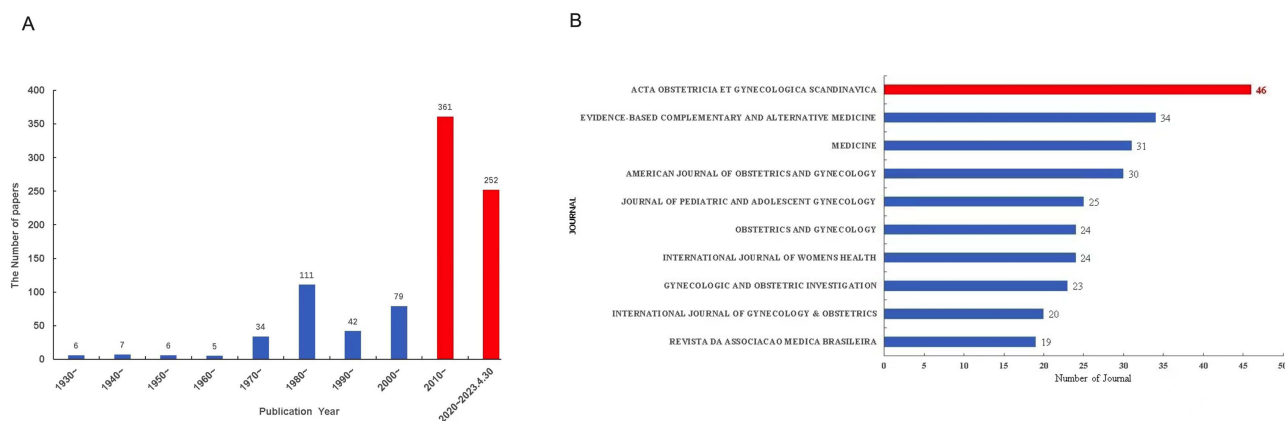 A
The Number of papers
400
350
300
250
200
150
100
50
0
6
7
6
5
34
111
42
79
361
252
1930~
1940~
1950~
1960~
1970~
1980~
1990~
2000~
2010~
2020~2023.4.30
Publication Year
B
JOURNAL
ACTA OBSTETRICIA ET GYNECOLOGICA SCANDINAVICA 46
EVIDENCE-BASED COMPLEMENTARY AND ALTERNATIVE MEDICINE 34
MEDICINE 31
AMERICAN JOURNAL OF OBSTETRICS AND GYNECOLOGY 30
JOURNAL OF PEDIATRIC AND ADOLESCENT GYNECOLOGY 25
OBSTETRICS AND GYNECOLOGY 24
INTERNATIONAL JOURNAL OF WOMENS HEALTH 24
GYNECOLOGIC AND OBSTETRIC INVESTIGATION 23
INTERNATIONAL JOURNAL OF GYNECOLOGY & OBSTETRICS 20
REVISTA DA ASSOCIACAO MEDICA BRASILEIRA 19
0 5 10 15 20 25 30 35 40 45 50
Number of Journal